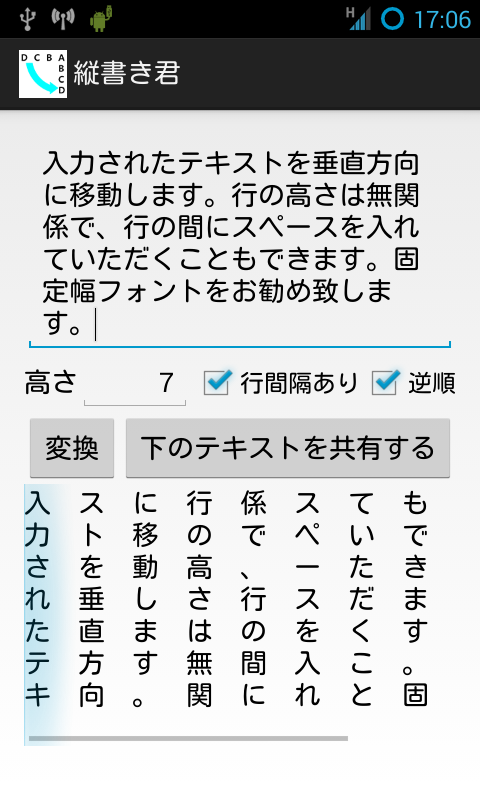 H
17:06
D C B A
B
C
D
縦書き君
入力されたテキストを垂直方向
に移動します。行の高さは無関
係で、行の間にスペースを入れ
ていただくこともできます。固
定幅フォントをお勧め致しま
す。
高さ 7 行間隔あり 逆順
変換 下のテキストを共有する
入力されたテキ
ストを垂直方向
に移動します。
行の高さは無関
係で、行の間に
スペースを入れ
ていただくこと
もできます。固